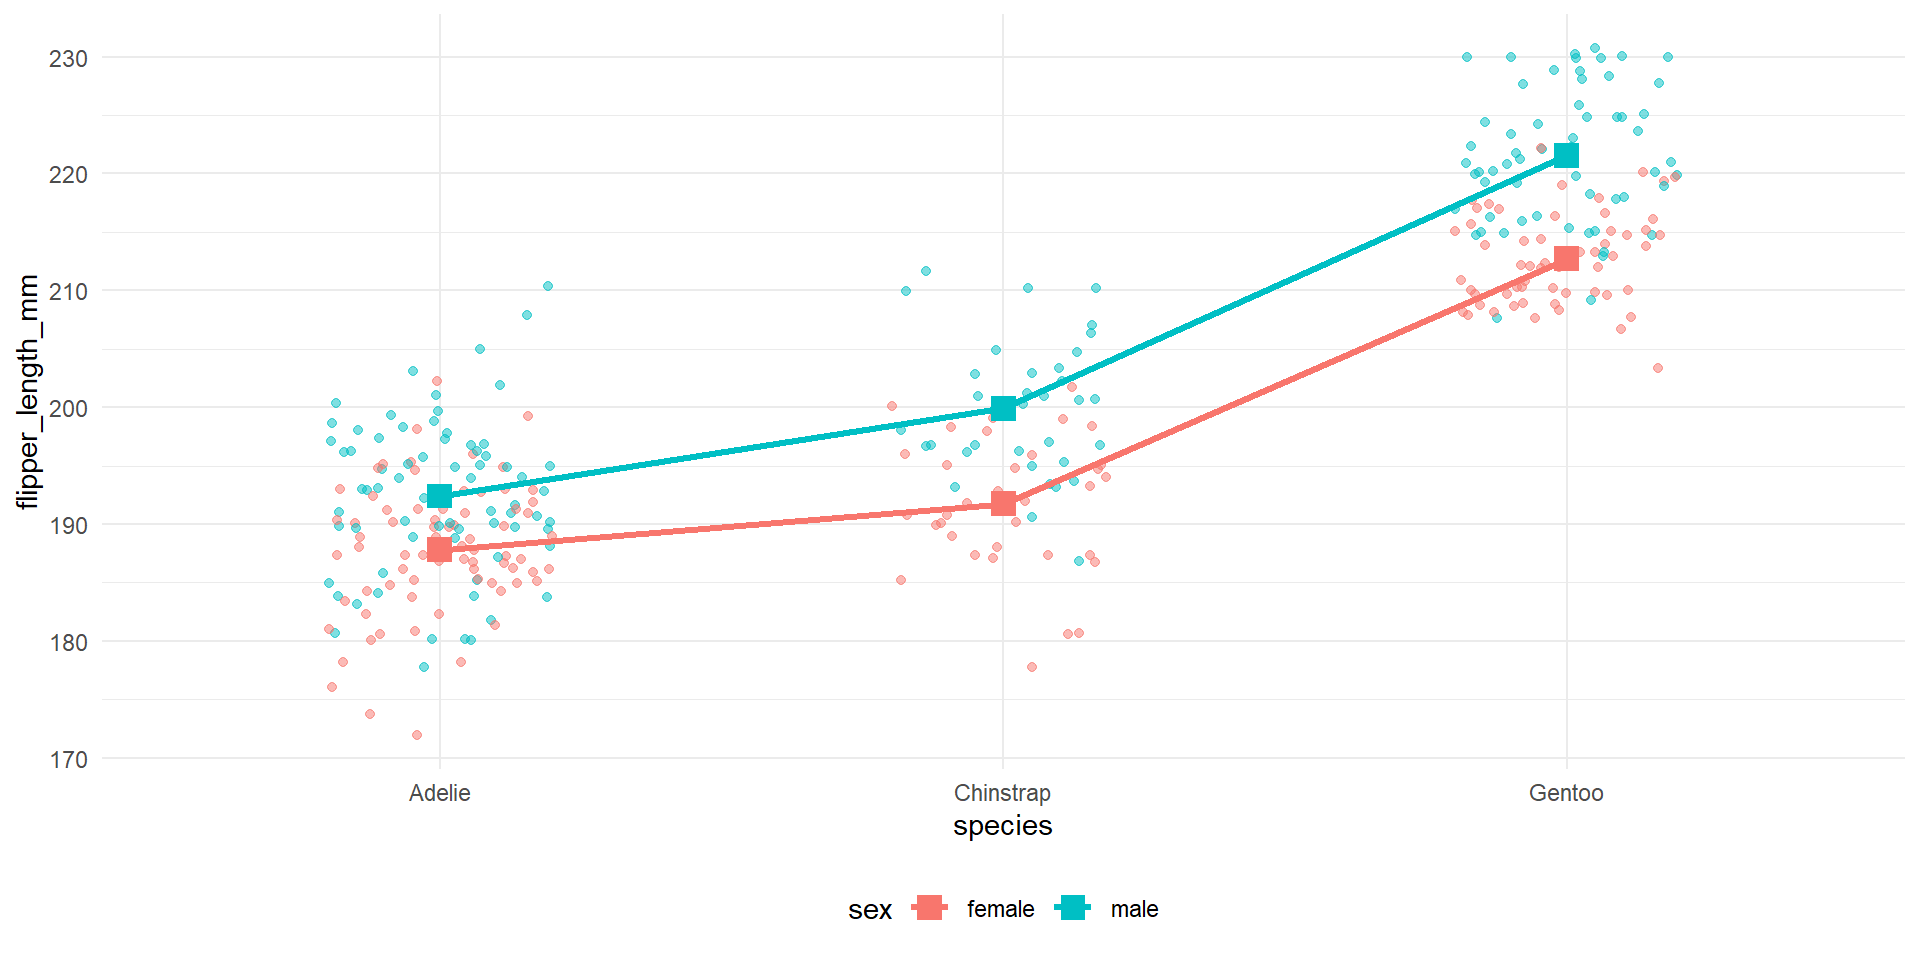 230
220
210
200
190
180
170
flipper_length_mm
Adelie Chinstrap Gentoo
species
sex female male